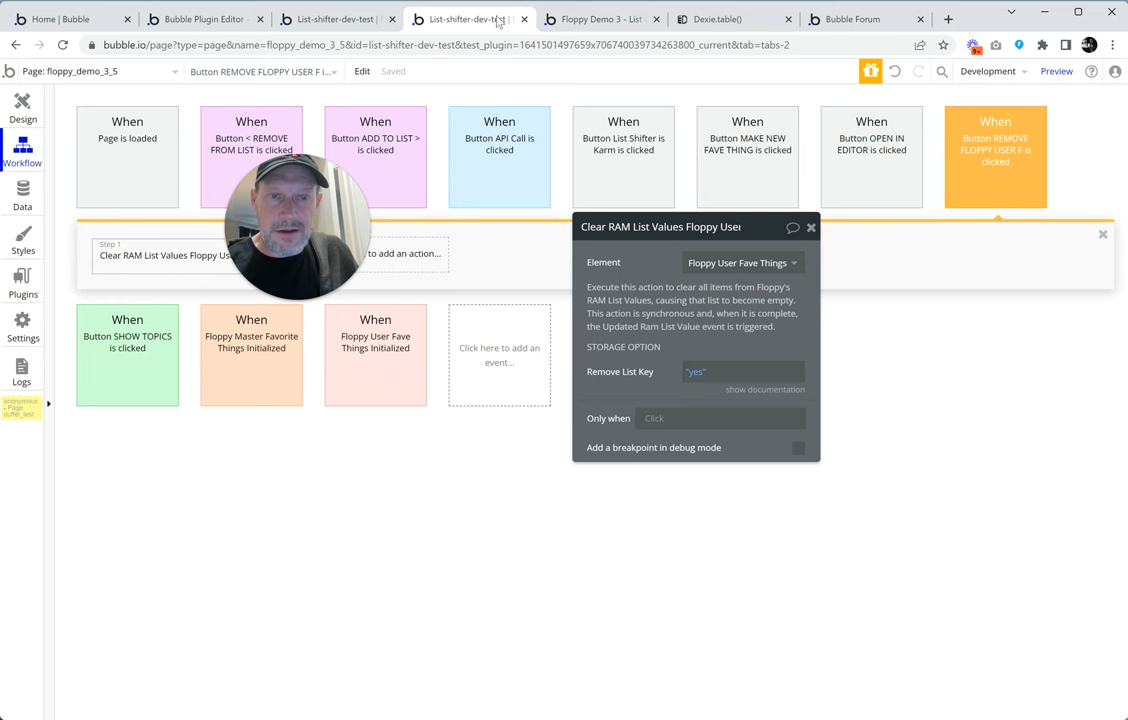 Home | Bubble
Bubble Plugin Editor -
List-shifter-dev-test |
List-shifter-dev-test |
Floppy Demo 3 - List
Dexie.table()
Bubble Forum
bubble.io/page?type=page&name=floppy_demo_3_5&id=list-shifter-dev-test&test_plugin=1641501497659x706740039734263800_current&tab=tabs-2
9+
Page: floppy_demo_3_5
Button REMOVE FLOPPY USER F i...
Edit
Saved
Development
Preview
Design
Workflow
Data
Styles
Plugins
Settings
Logs
anonymous
- Page:
duffel_test
When
Page is loaded
When
Button < REMOVE
FROM LIST is clicked
When
Button ADD TO LIST >
is clicked
When
Button API Call is
clicked
When
Button List Shifter is
Karm is clicked
When
Button MAKE NEW
FAVE THING is clicked
When
Button OPEN IN
EDITOR is clicked
When
Button REMOVE
FLOPPY USER F is
clicked
Step 1
Clear RAM List Values Floppy Us
to add an action...
When
Button SHOW TOPICS
is clicked
When
Floppy Master Favorite
Things Initialized
When
Floppy User Fave
Things Initialized
Click here to add an
event...
Clear RAM List Values Floppy User
Element
Floppy User Fave Things
Execute this action to clear all items from Floppy's
RAM List Values, causing that list to become empty.
This action is synchronous and, when it is complete,
the Updated Ram List Value event is triggered.
STORAGE OPTION
Remove List Key
"yes"
show documentation
Only when
Click
Add a breakpoint in debug mode